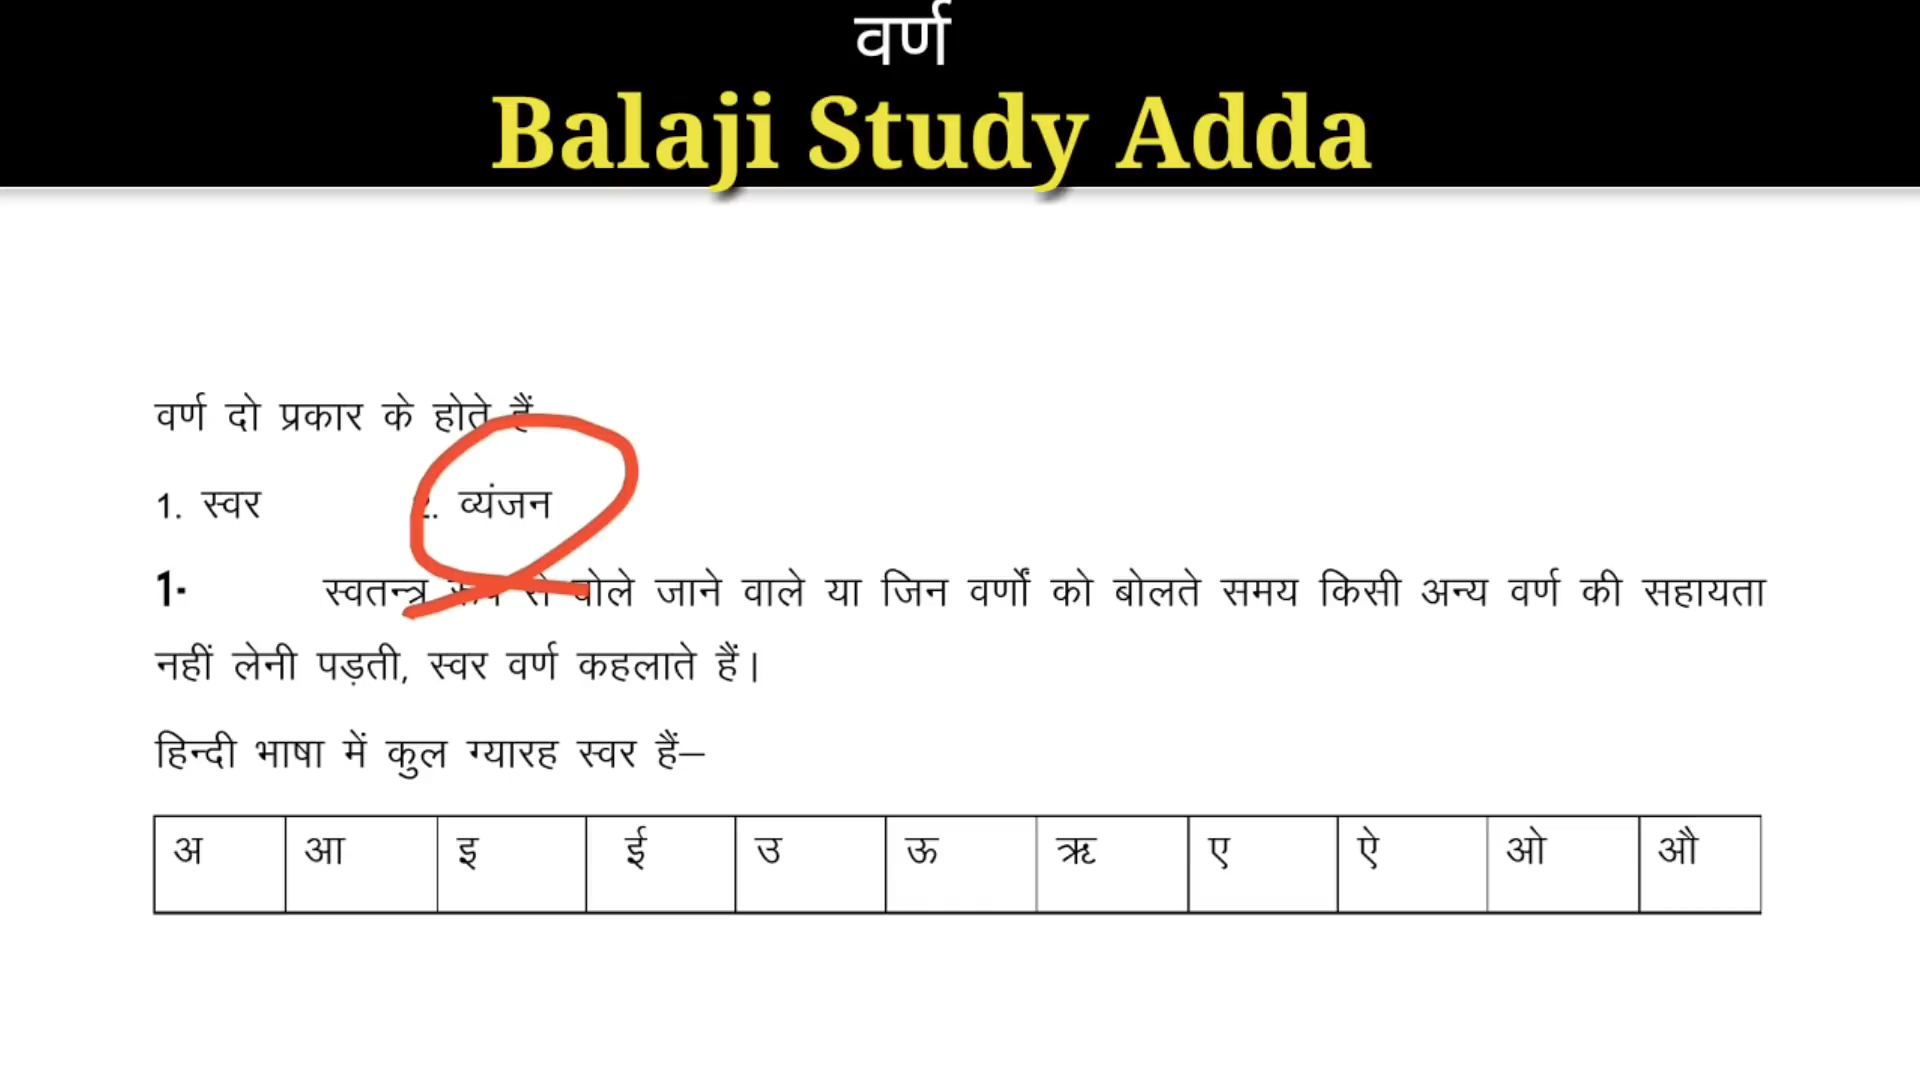 वर्ण
Balaji Study Adda
वर्ण दो प्रकार के होते हैं
1. स्वर 2. व्यंजन
1- स्वतन्त्र रूप से बोले जाने वाले या जिन वर्णों को बोलते समय किसी अन्य वर्ण की सहायता
नहीं लेनी पड़ती, स्वर वर्ण कहलाते हैं।
हिन्दी भाषा में कुल ग्यारह स्वर हैं—
अ आ इ ई उ ऊ ऋ ए ऐ ओ औ